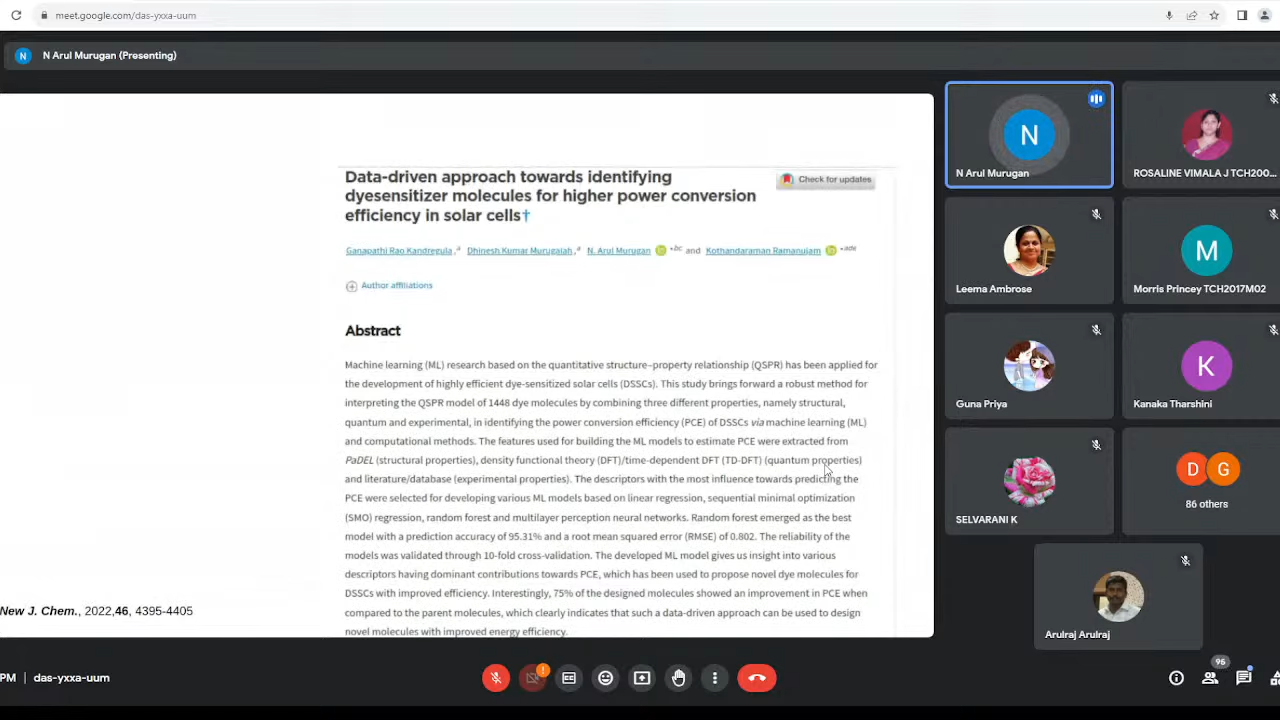 meet.google.com/das-yxxa-uum
N
N Arul Murugan (Presenting)
Data-driven approach towards identifying
dyesensitizer molecules for higher power conversion
efficiency in solar cells†
Check for updates
Ganapathi Rao Kandregula,ᵃ Dhinesh Kumar Murugaiah,ᵃ N. Arul Murugan *ᵇᶜ and Kothandaraman Ramanujam *ᵃᵈᵉ
Author affiliations
Abstract
Machine learning (ML) research based on the quantitative structure–property relationship (QSPR) has been applied for
the development of highly efficient dye-sensitized solar cells (DSSCs). This study brings forward a robust method for
interpreting the QSPR model of 1448 dye molecules by combining three different properties, namely structural,
quantum and experimental, in identifying the power conversion efficiency (PCE) of DSSCs via machine learning (ML)
and computational methods. The features used for building the ML models to estimate PCE were extracted from
PaDEL (structural properties), density functional theory (DFT)/time-dependent DFT (TD-DFT) (quantum properties)
and literature/database (experimental properties). The descriptors with the most influence towards predicting the
PCE were selected for developing various ML models based on linear regression, sequential minimal optimization
(SMO) regression, random forest and multilayer perception neural networks. Random forest emerged as the best
model with a prediction accuracy of 95.31% and a root mean squared error (RMSE) of 0.802. The reliability of the
models was validated through 10-fold cross-validation. The developed ML model gives us insight into various
descriptors having dominant contributions towards PCE, which has been used to propose novel dye molecules for
DSSCs with improved efficiency. Interestingly, 75% of the designed molecules showed an improvement in PCE when
compared to the parent molecules, which clearly indicates that such a data-driven approach can be used to design
novel molecules with improved energy efficiency.
New J. Chem., 2022,46, 4395-4405
N
N Arul Murugan
ROSALINE VIMALA J TCH200...
Leema Ambrose
M
Morris Princey TCH2017M02
Guna Priya
K
Kanaka Tharshini
SELVARANI K
D G
86 others
Arulraj Arulraj
PM | das-yxxa-uum
96